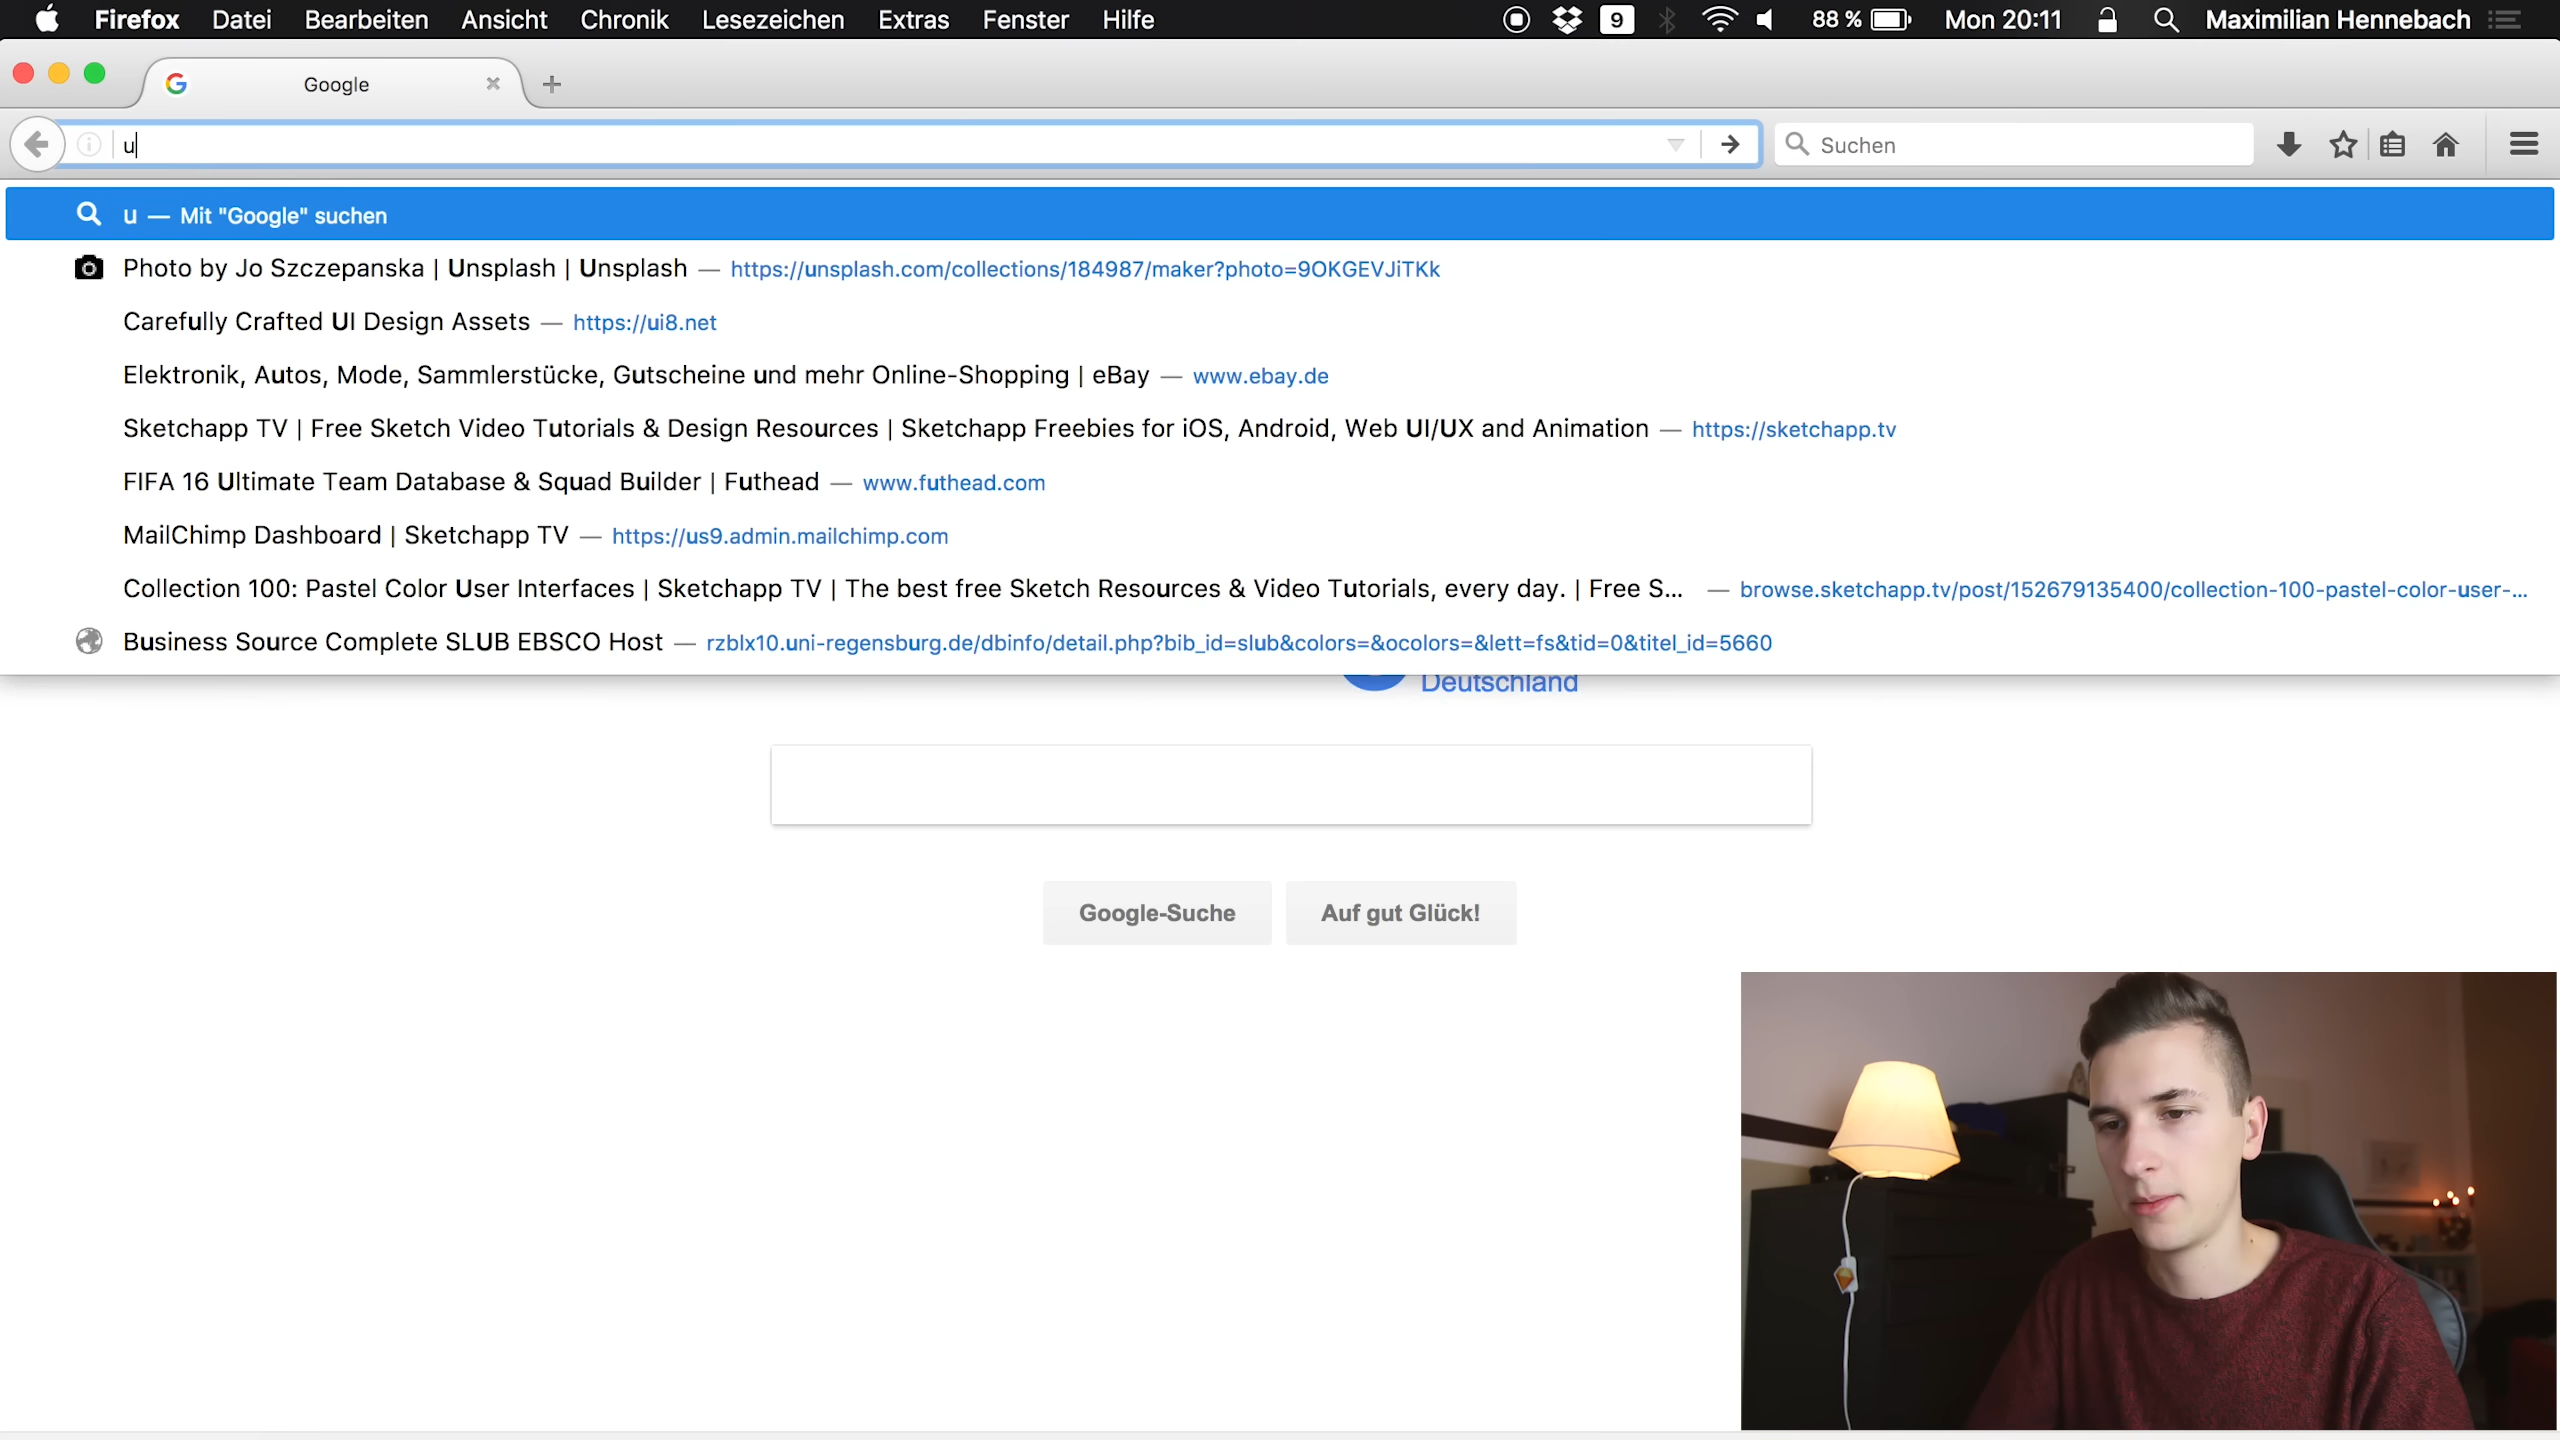 Firefox Datei Bearbeiten Ansicht Chronik Lesezeichen Extras Fenster Hilfe 9 88 % Mon 20:11 Maximilian Hennebach
Google
u Suchen
u — Mit "Google" suchen
Photo by Jo Szczepanska | Unsplash | Unsplash — https://unsplash.com/collections/184987/maker?photo=9OKGEVJiTKk
Carefully Crafted UI Design Assets — https://ui8.net
Elektronik, Autos, Mode, Sammlerstücke, Gutscheine und mehr Online-Shopping | eBay — www.ebay.de
Sketchapp TV | Free Sketch Video Tutorials & Design Resources | Sketchapp Freebies for iOS, Android, Web UI/UX and Animation — https://sketchapp.tv
FIFA 16 Ultimate Team Database & Squad Builder | Futhead — www.futhead.com
MailChimp Dashboard | Sketchapp TV — https://us9.admin.mailchimp.com
Collection 100: Pastel Color User Interfaces | Sketchapp TV | The best free Sketch Resources & Video Tutorials, every day. | Free S... — browse.sketchapp.tv/post/152679135400/collection-100-pastel-color-user-...
Business Source Complete SLUB EBSCO Host — rzblx10.uni-regensburg.de/dbinfo/detail.php?bib_id=slub&colors=&ocolors=&lett=fs&tid=0&titel_id=5660
Deutschland
Google-Suche Auf gut Glück!